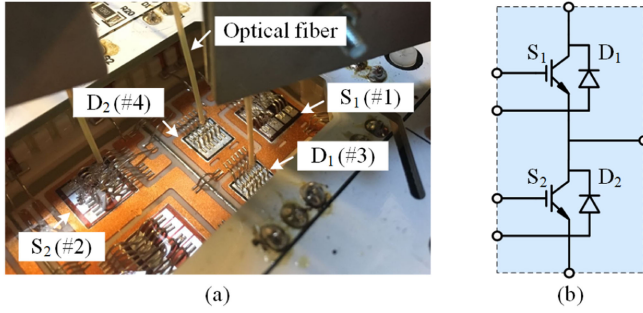 Optical fiber
D₂ (#4)
S₁ (#1)
D₁ (#3)
S₂ (#2)
S₁
D₁
S₂
D₂
(a)
(b)